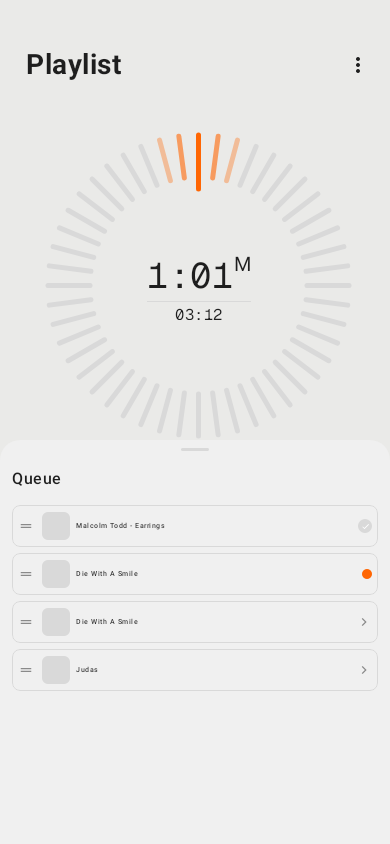 Playlist
1:01M
03:12
Queue
Malcolm Todd - Earrings
Die With A Smile
Die With A Smile
Judas